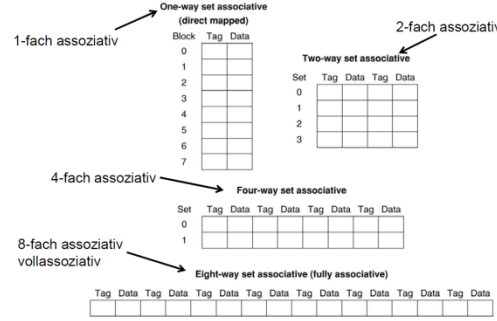 One-way set associative
(direct mapped)
1-fach assoziativ
Block Tag Data
0
1
2
3
4
5
6
7
2-fach assoziativ
Two-way set associative
Set Tag Data Tag Data
0
1
2
3
4-fach assoziativ
Four-way set associative
Set Tag Data Tag Data Tag Data Tag Data
0
1
8-fach assoziativ
vollassoziativ
Eight-way set associative (fully associative)
Tag Data Tag Data Tag Data Tag Data Tag Data Tag Data Tag Data Tag Data